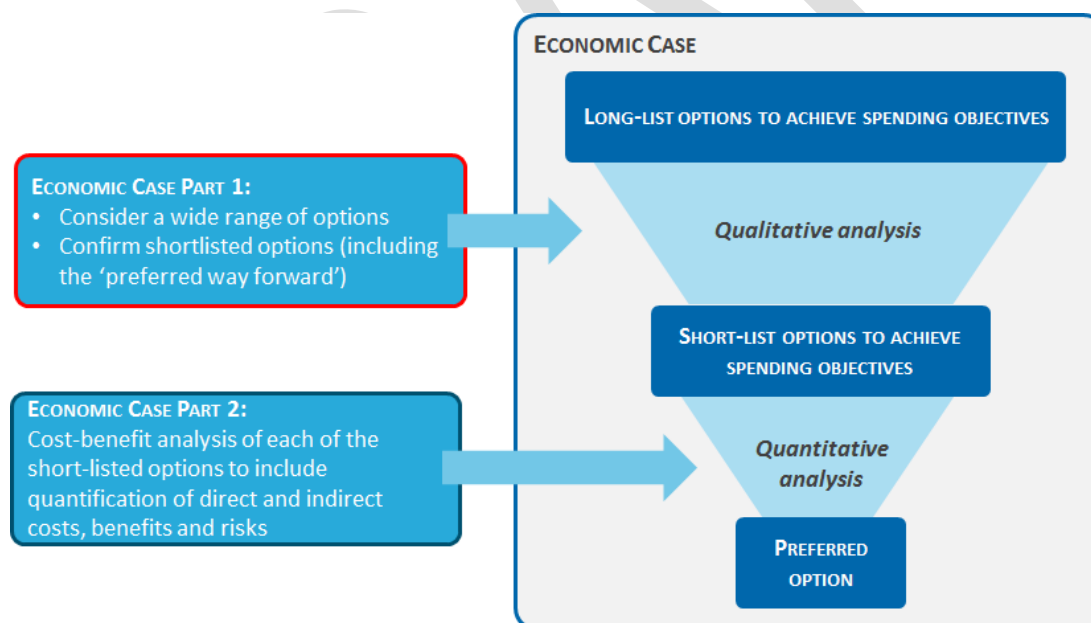 ECONOMIC CASE
LONG-LIST OPTIONS TO ACHIEVE SPENDING OBJECTIVES
ECONOMIC CASE PART 1:
• Consider a wide range of options
• Confirm shortlisted options (including
the ‘preferred way forward’)
Qualitative analysis
SHORT-LIST OPTIONS TO ACHIEVE
SPENDING OBJECTIVES
ECONOMIC CASE PART 2:
Cost-benefit analysis of each of the
short-listed options to include
quantification of direct and indirect
costs, benefits and risks
Quantitative
analysis
PREFERRED
OPTION